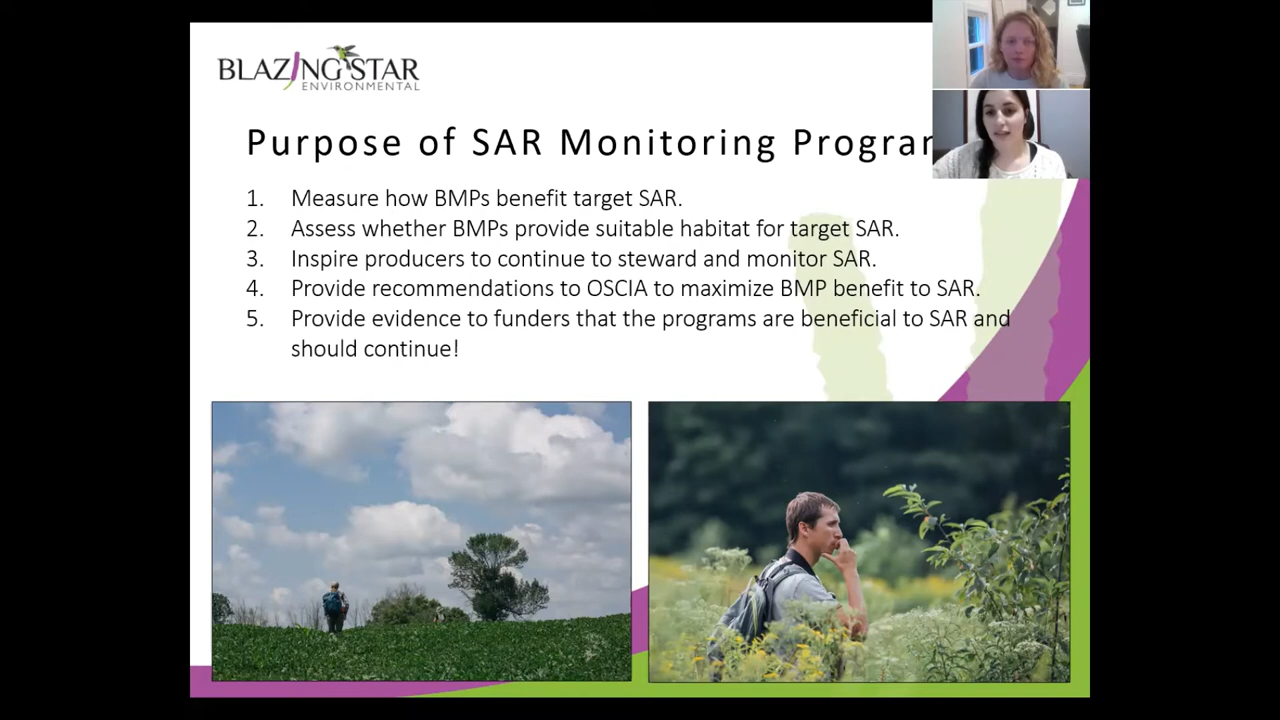 BLAZING STAR
ENVIRONMENTAL
Purpose of SAR Monitoring
1. Measure how BMPs benefit target SAR.
2. Assess whether BMPs provide suitable habitat for target SAR.
3. Inspire producers to continue to steward and monitor SAR.
4. Provide recommendations to OSCIA to maximize BMP benefit to SAR.
5. Provide evidence to funders that the programs are beneficial to SAR and
should continue!